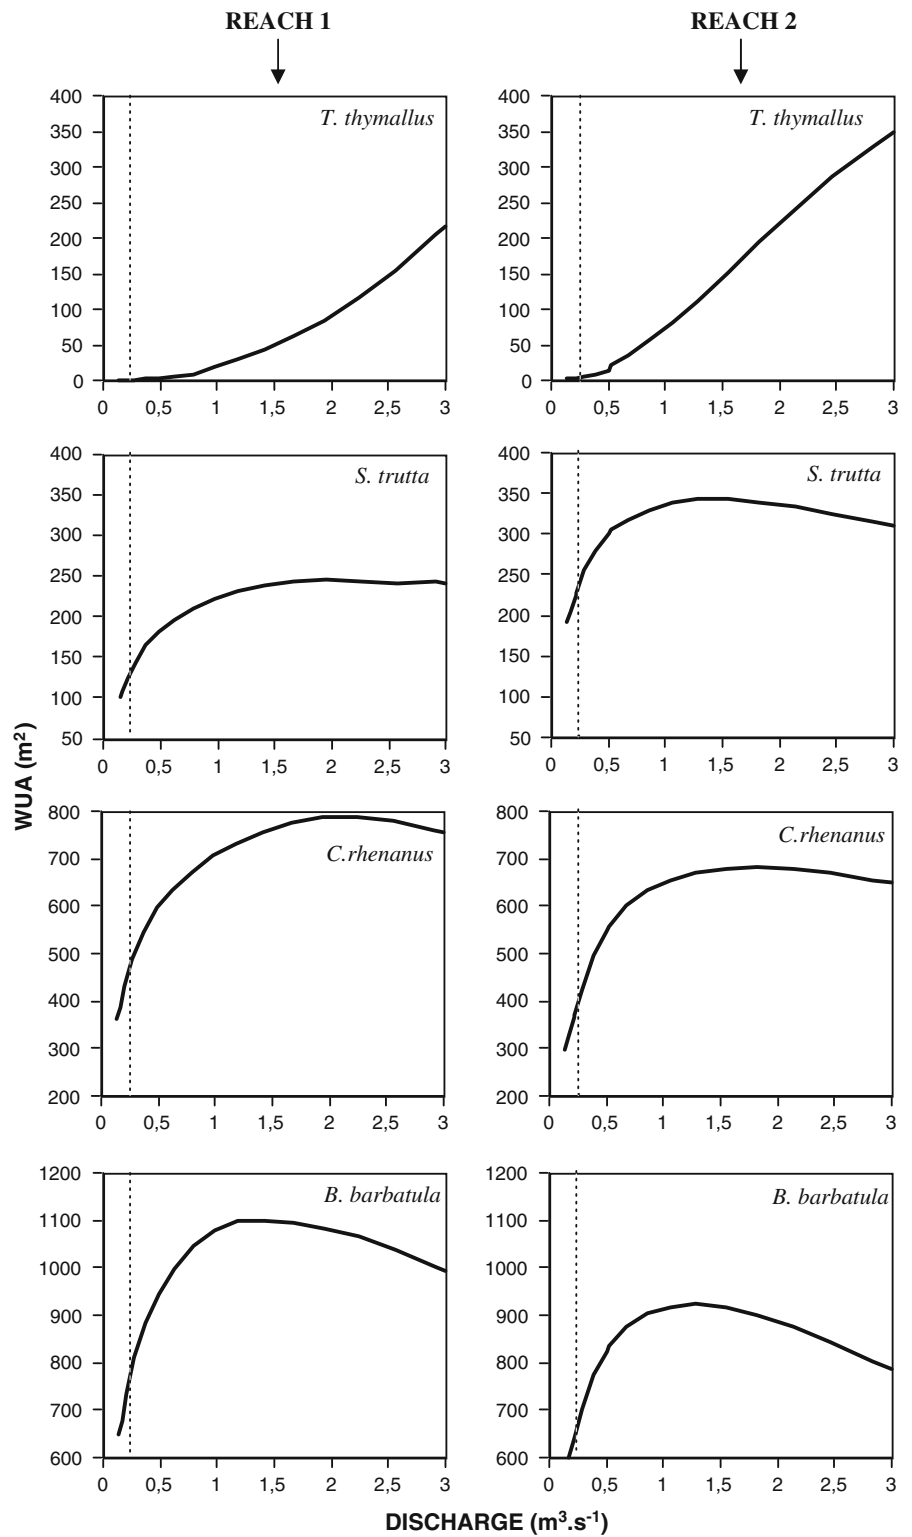 REACH 1 REACH 2
T. thymallus T. thymallus
400 400
350 350
300 300
250 250
200 200
150 150
100 100
50 50
0 0
0 0,5 1 1,5 2 2,5 3 0 0,5 1 1,5 2 2,5 3
S. trutta S. trutta
400 400
350 350
300 300
250 250
200 200
150 150
100 100
50 50
0 0,5 1 1,5 2 2,5 3 0 0,5 1 1,5 2 2,5 3
WUA (m²)
C.rhenanus C.rhenanus
800 800
700 700
600 600
500 500
400 400
300 300
200 200
0 0,5 1 1,5 2 2,5 3 0 0,5 1 1,5 2 2,5 3
B. barbatula B. barbatula
1200 1200
1100 1100
1000 1000
900 900
800 800
700 700
600 600
0 0,5 1 1,5 2 2,5 3 0 0,5 1 1,5 2 2,5 3
DISCHARGE (m³.s⁻¹)